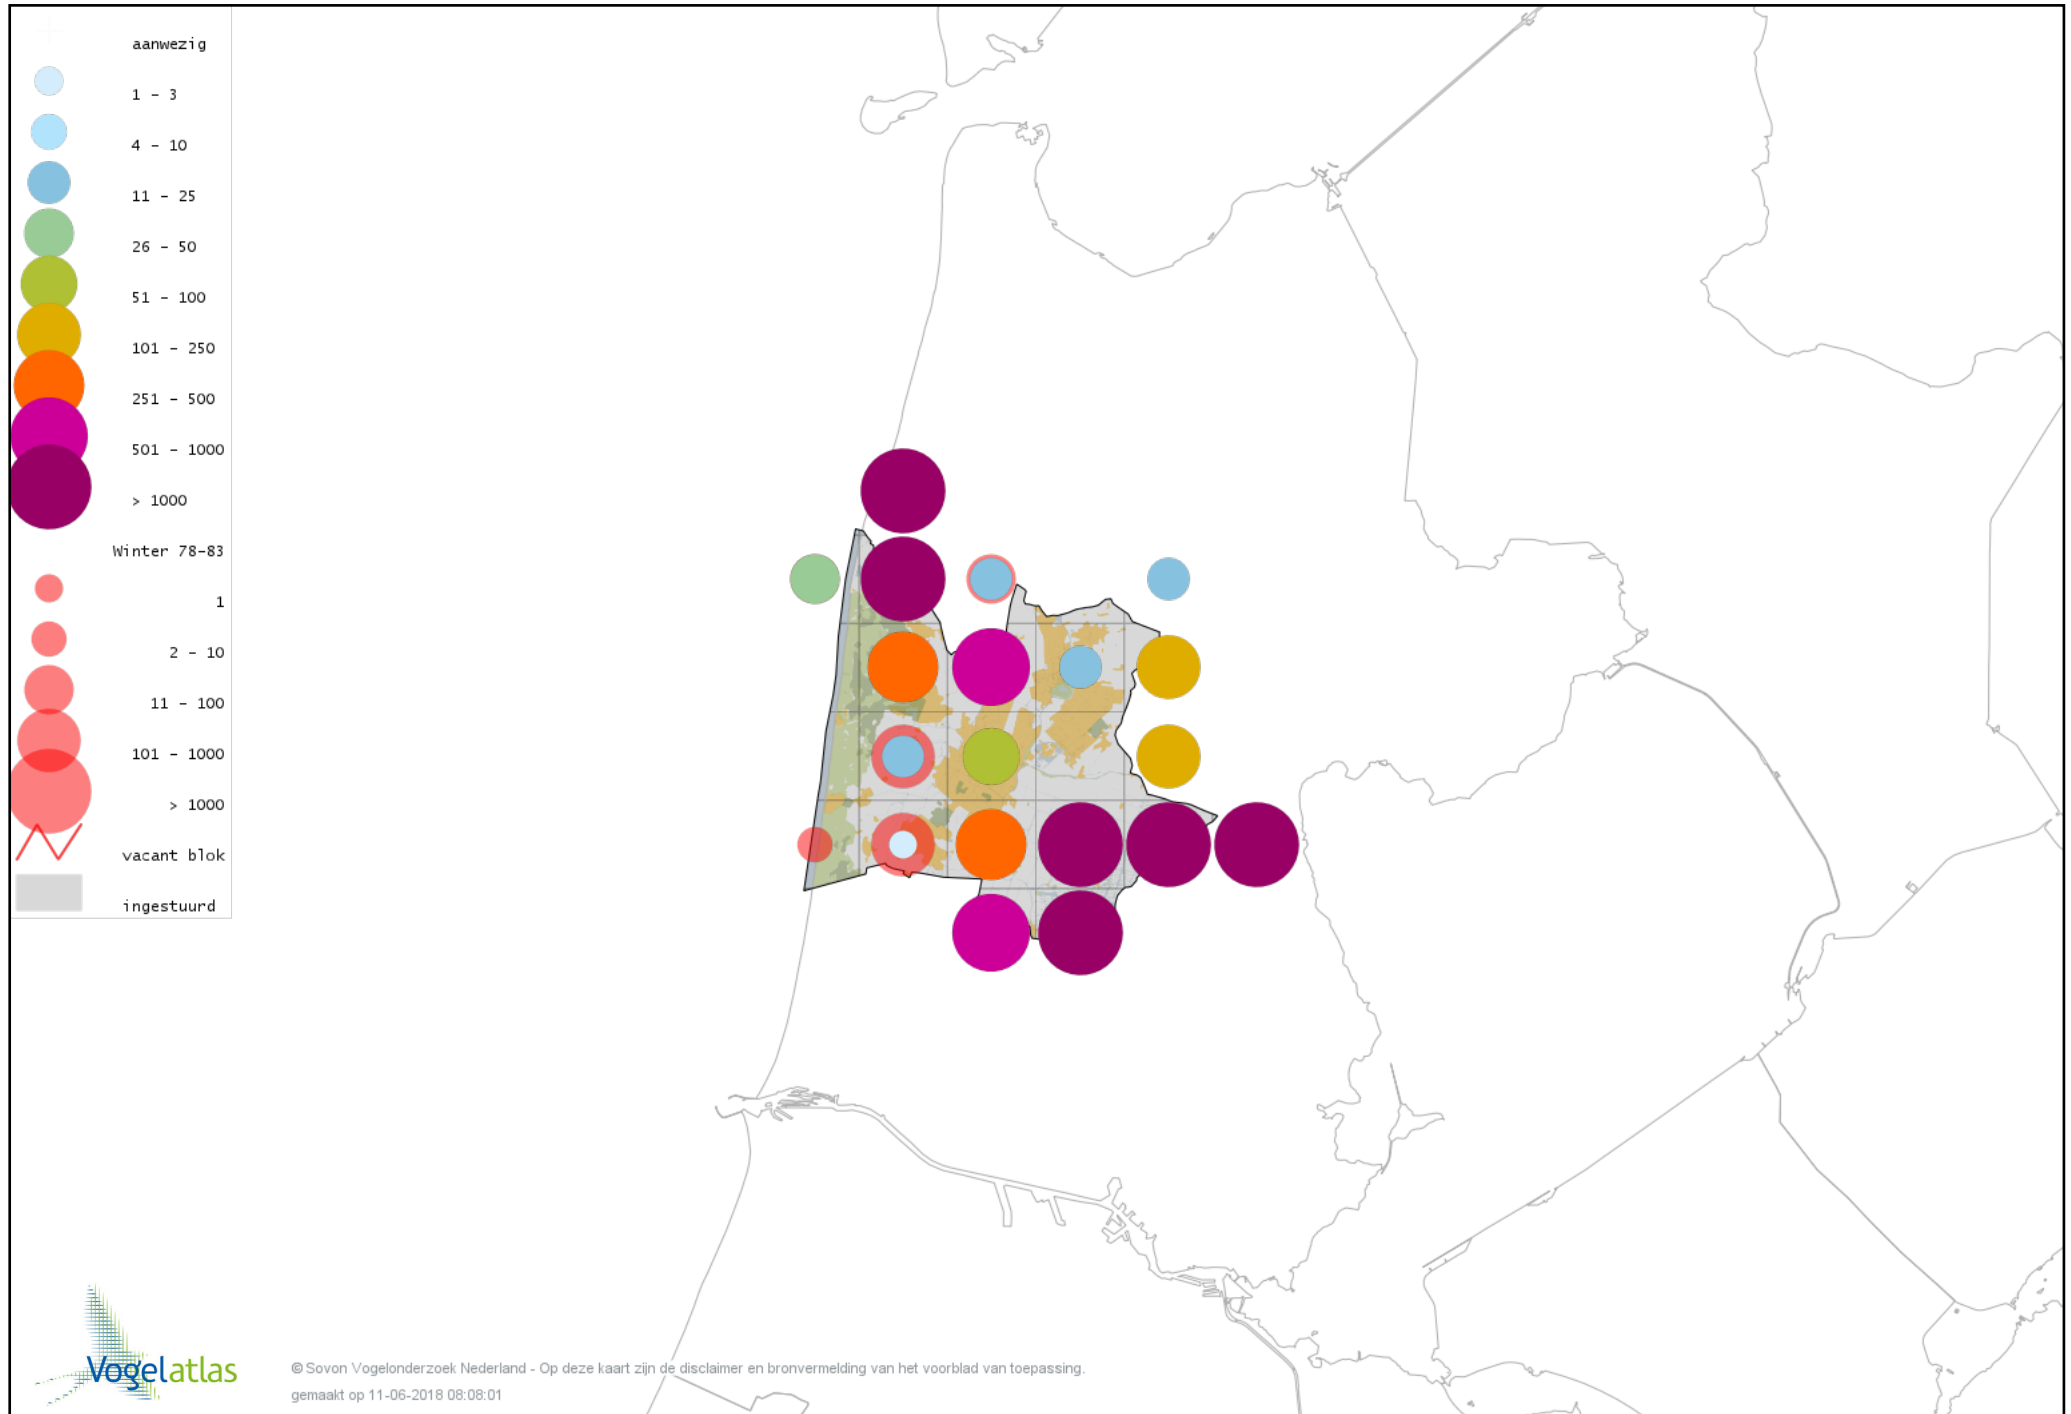 aanwezig
1 - 3
4 - 10
11 - 25
26 - 50
51 - 100
101 - 250
251 - 500
501 - 1000
> 1000
Winter 78-83
1
2 - 10
11 - 100
101 - 1000
> 1000
vacant blok
ingestuurd
Vogelatlas
© Sovon Vogelonderzoek Nederland - Op deze kaart zijn de disclaimer en bronvermelding van het voorblad van toepassing.
gemaakt op 11-06-2018 08:08:01